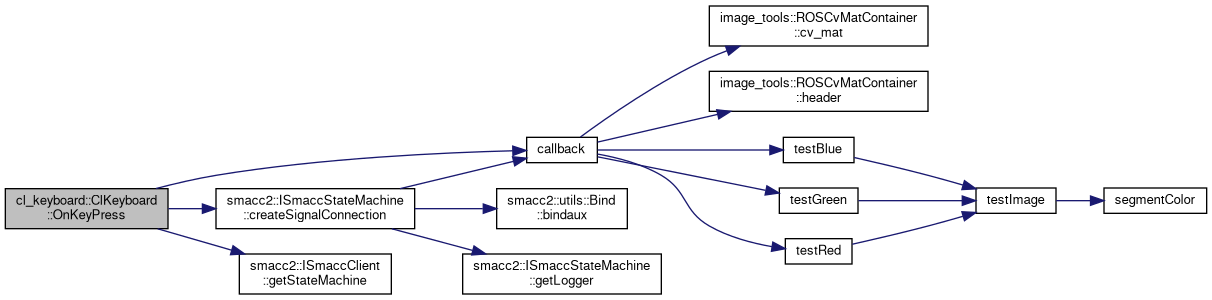 cl_keyboard::ClKeyboard
::OnKeyPress
smacc2::ISmaccStateMachine
::createSignalConnection
smacc2::ISmaccClient
::getStateMachine
callback
smacc2::utils::Bind
::bindaux
smacc2::ISmaccStateMachine
::getLogger
image_tools::ROSCvMatContainer
::cv_mat
image_tools::ROSCvMatContainer
::header
testBlue
testGreen
testRed
testImage
segmentColor